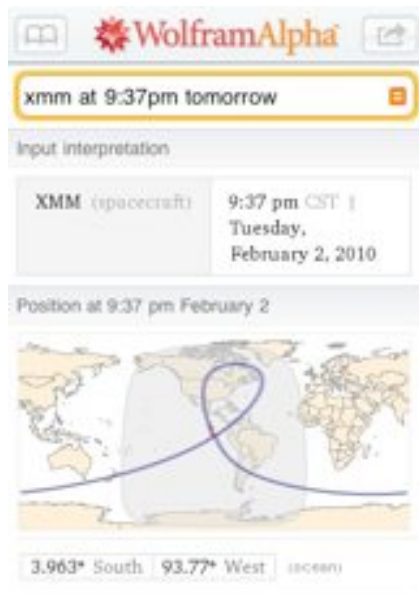 WolframAlpha
xmm at 9:37pm tomorrow
Input interpretation
XMM (spacecraft)
9:37 pm CST |
Tuesday,
February 2, 2010
Position at 9:37 pm February 2
3.963° South 93.77° West (ocean)